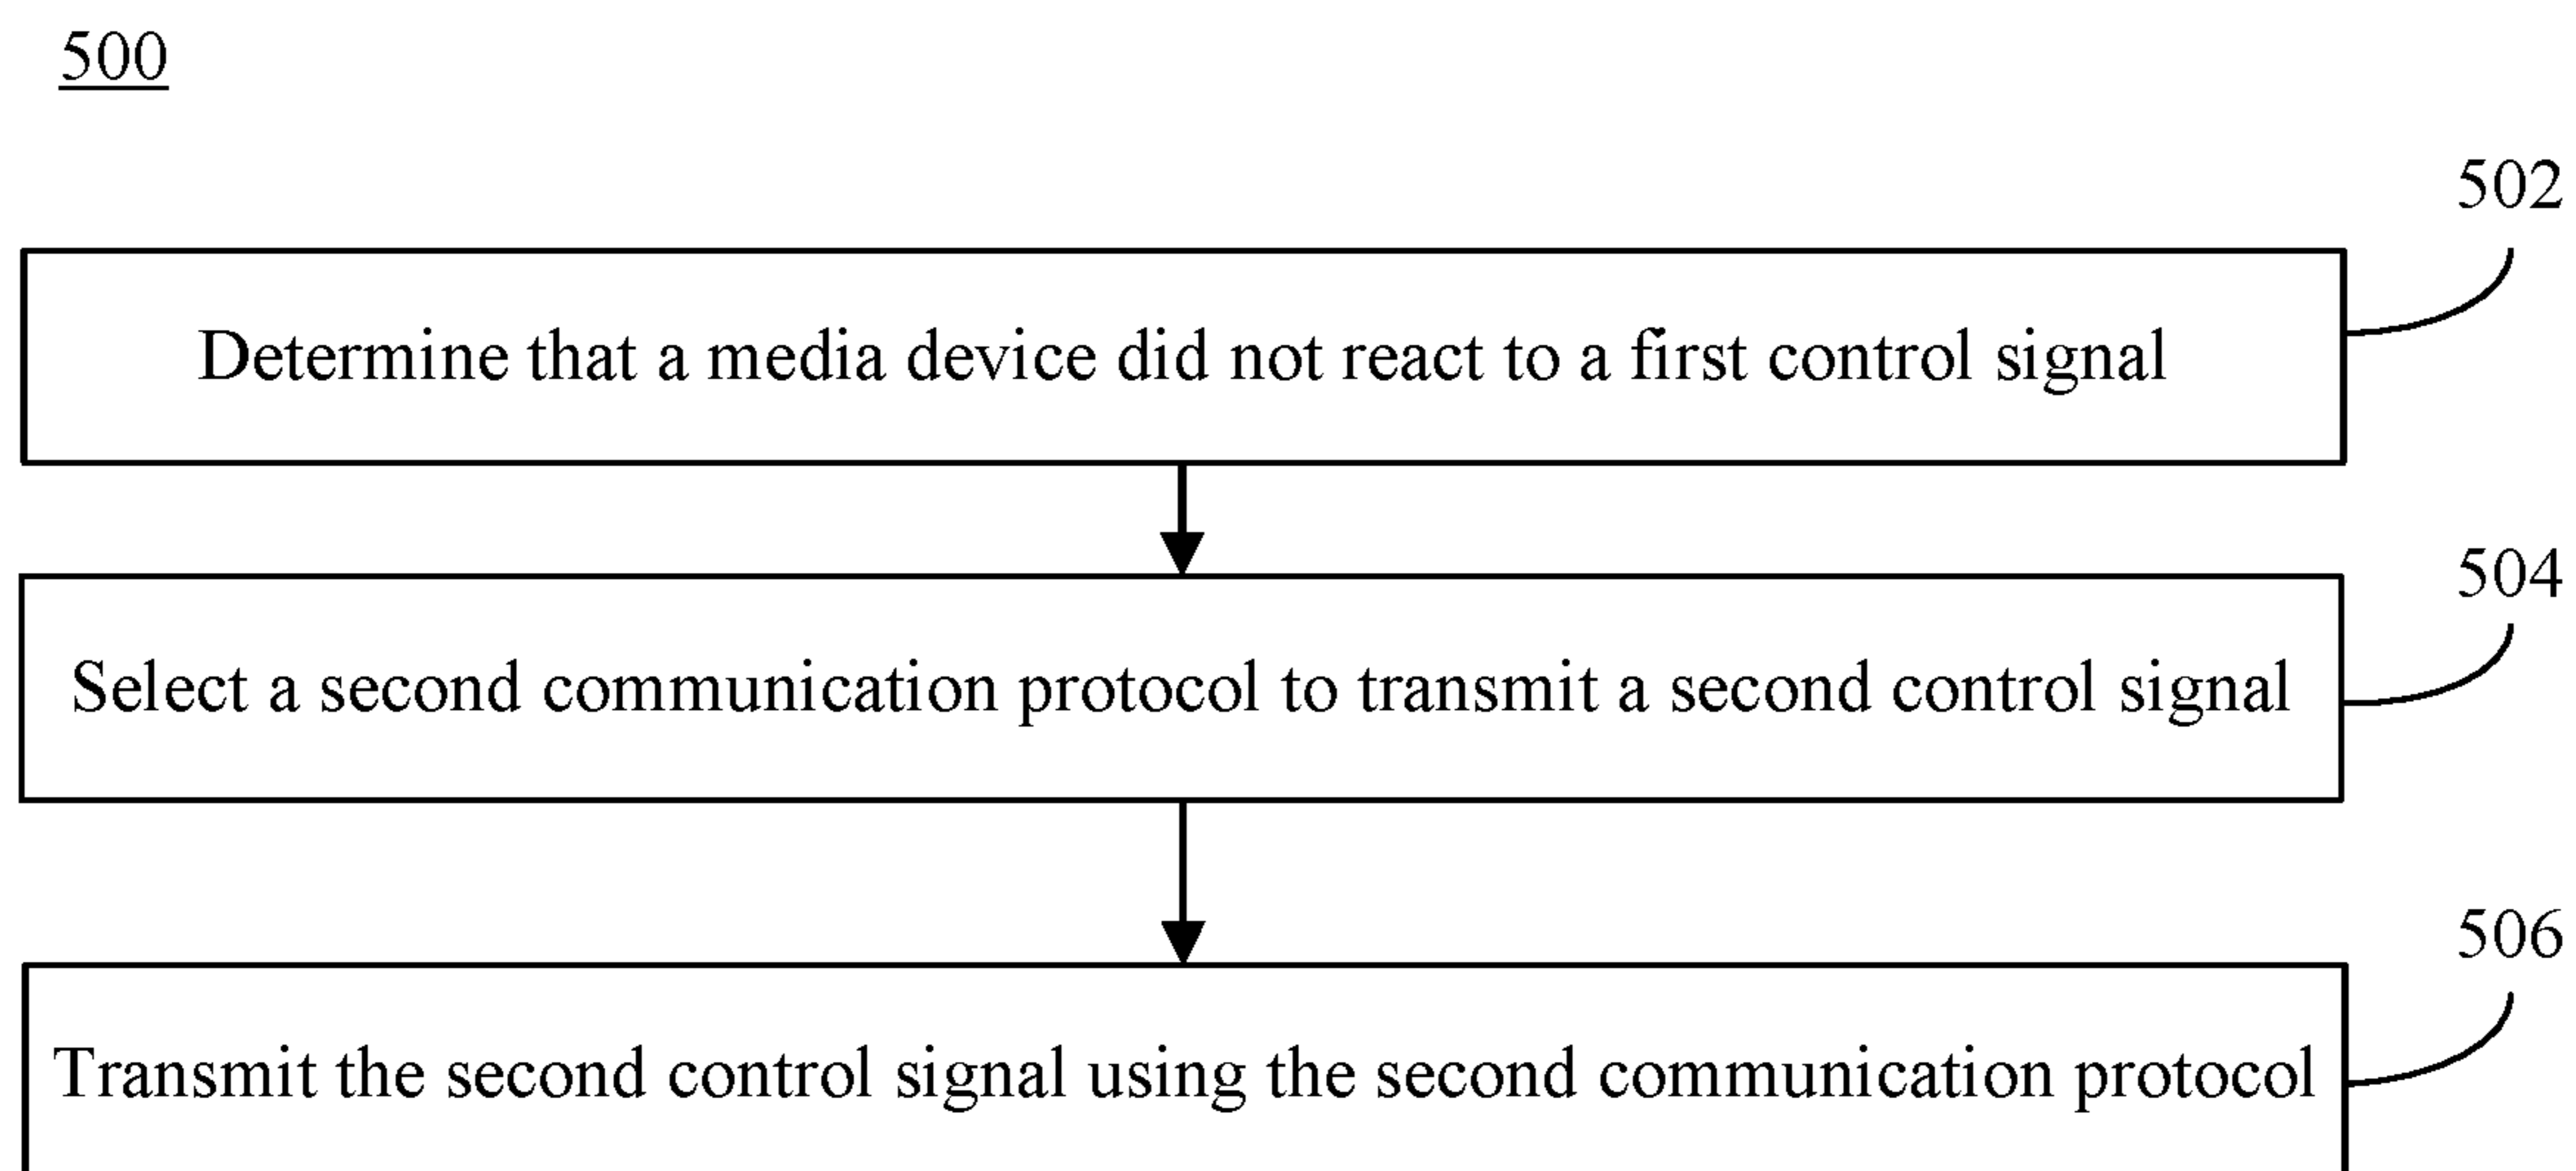 500
502
Determine that a media device did not react to a first control signal
504
Select a second communication protocol to transmit a second control signal
506
Transmit the second control signal using the second communication protocol